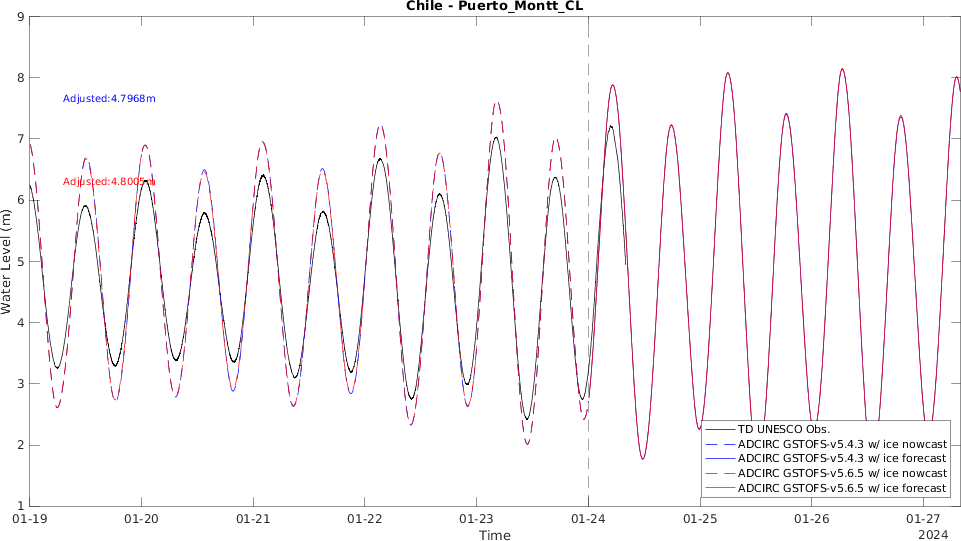 Chile - Puerto_Montt_CL
9
8
7
6
5
4
3
2
1
Water Level (m)
Adjusted:4.7968m
Adjusted:4.8005m
TD UNESCO Obs.
ADCIRC GSTOFS-v5.4.3 w/ ice nowcast
ADCIRC GSTOFS-v5.4.3 w/ ice forecast
ADCIRC GSTOFS-v5.6.5 w/ ice nowcast
ADCIRC GSTOFS-v5.6.5 w/ ice forecast
01-19 01-20 01-21 01-22 01-23 01-24 01-25 01-26 01-27
Time
2024